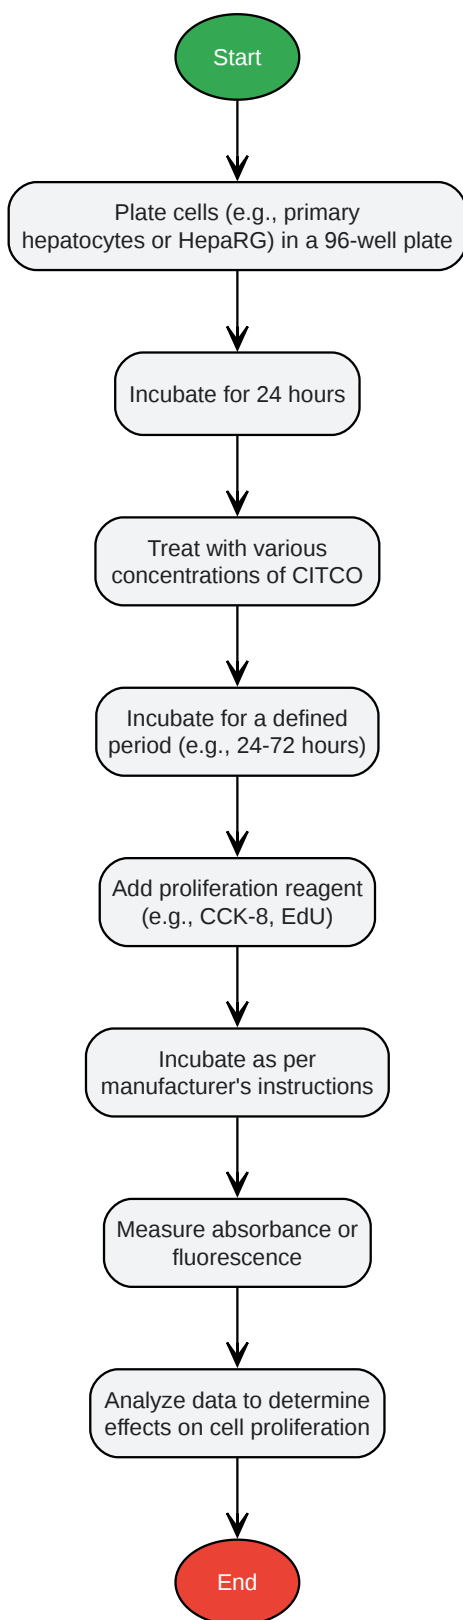 Start
Plate cells (e.g., primary
hepatocytes or HepaRG) in a 96-well plate
Incubate for 24 hours
Treat with various
concentrations of CITCO
Incubate for a defined
period (e.g., 24-72 hours)
Add proliferation reagent
(e.g., CCK-8, EdU)
Incubate as per
manufacturer's instructions
Measure absorbance or
fluorescence
Analyze data to determine
effects on cell proliferation
End